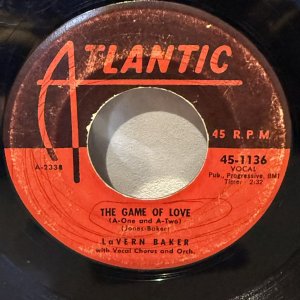 ATLANTIC
45 R.P.M.
A-2338
45-1136
VOCAL
Pub., Progressive, (BMI)
Time: 2:32
THE GAME OF LOVE
(A-One and A-Two)
(Jones-Baker)
LaVERN BAKER
with Vocal Chorus and Orch.